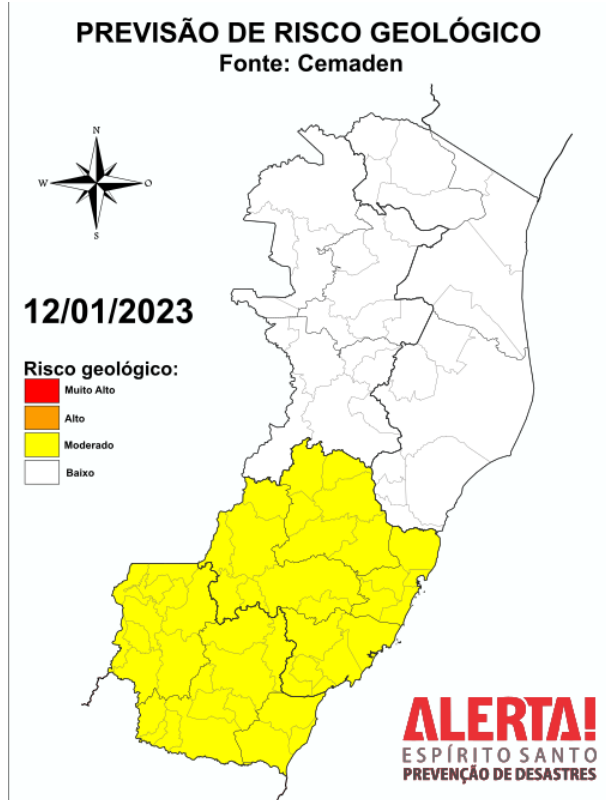 PREVISÃO DE RISCO GEOLÓGICO
Fonte: Cemaden
N
W O
S
12/01/2023
Risco geológico:
Muito Alto
Alto
Moderado
Baixo
ALERTA!
ESPÍRITO SANTO
PREVENÇÃO DE DESASTRES